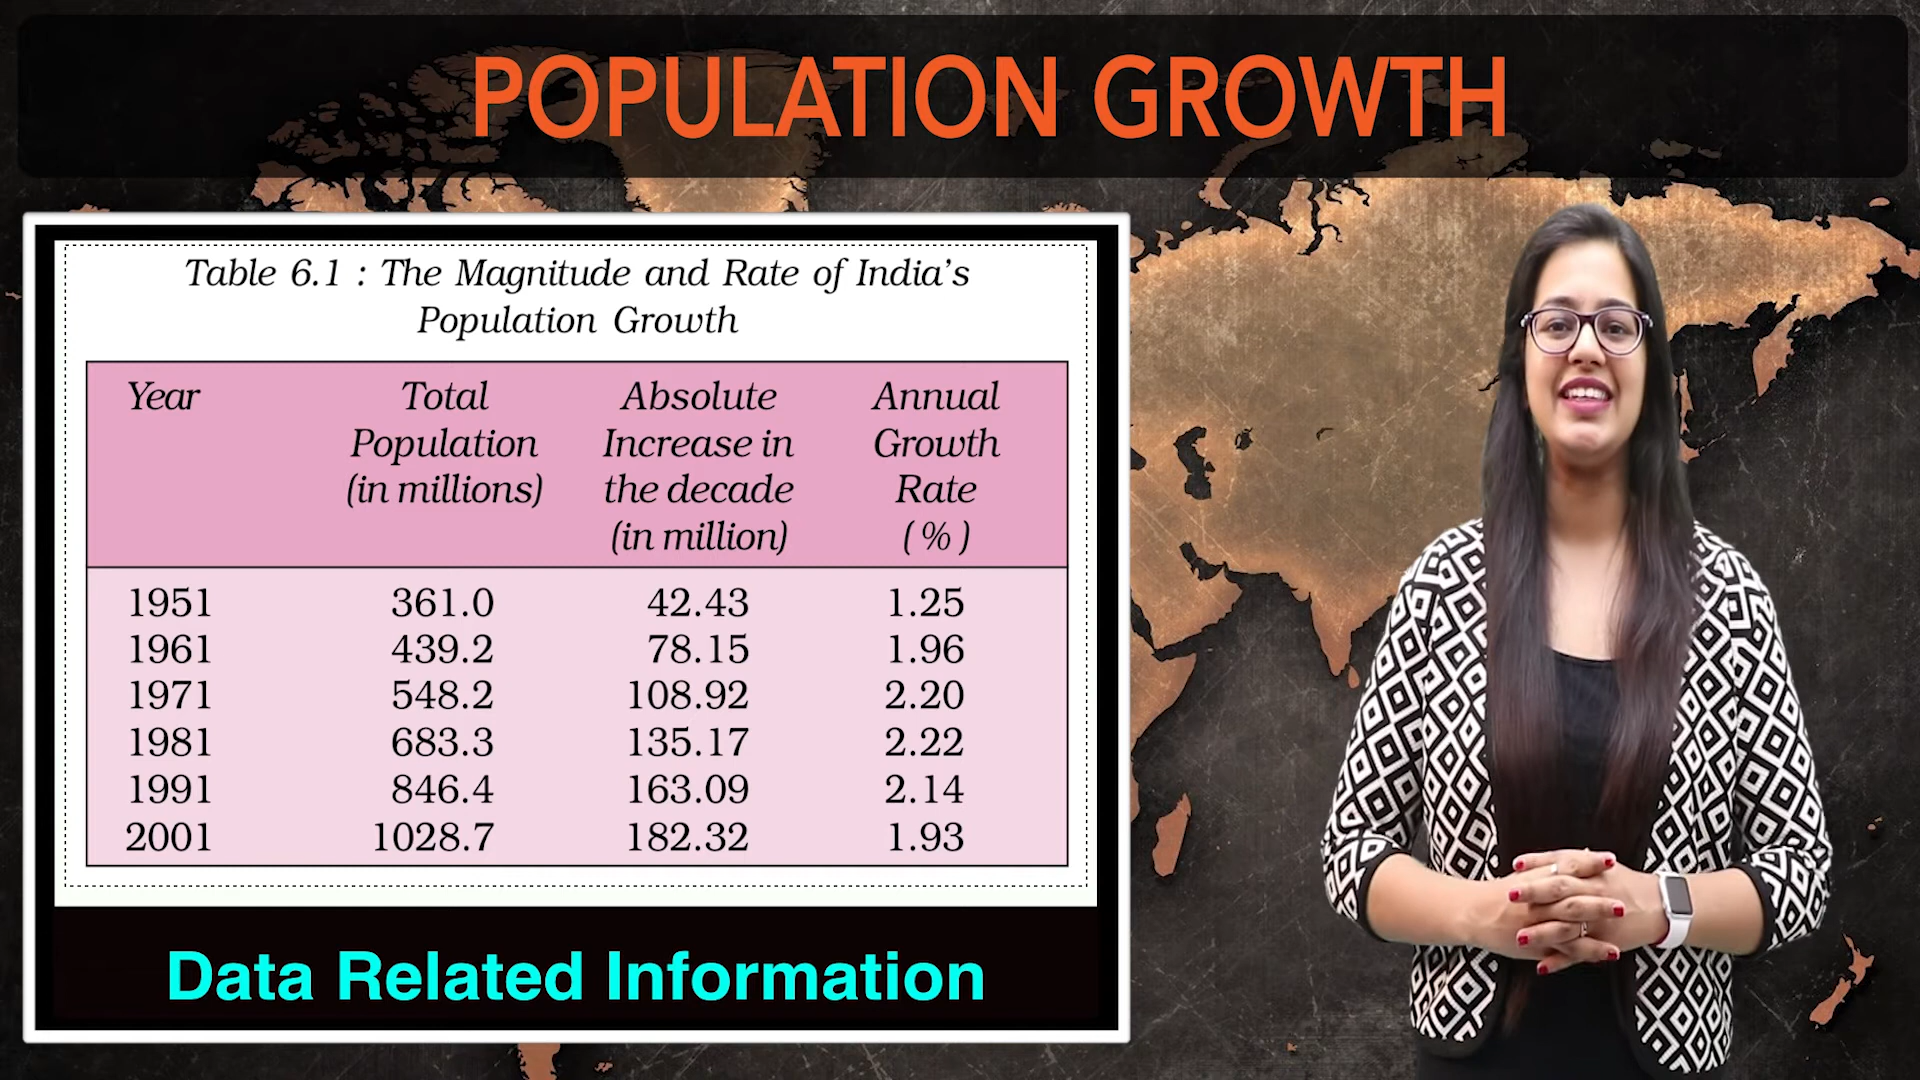 POPULATION GROWTH
Table 6.1 : The Magnitude and Rate of India's
Population Growth
Year Total Absolute Annual
Population Increase in Growth
(in millions) the decade Rate
(in million) (%)
1951 361.0 42.43 1.25
1961 439.2 78.15 1.96
1971 548.2 108.92 2.20
1981 683.3 135.17 2.22
1991 846.4 163.09 2.14
2001 1028.7 182.32 1.93
Data Related Information